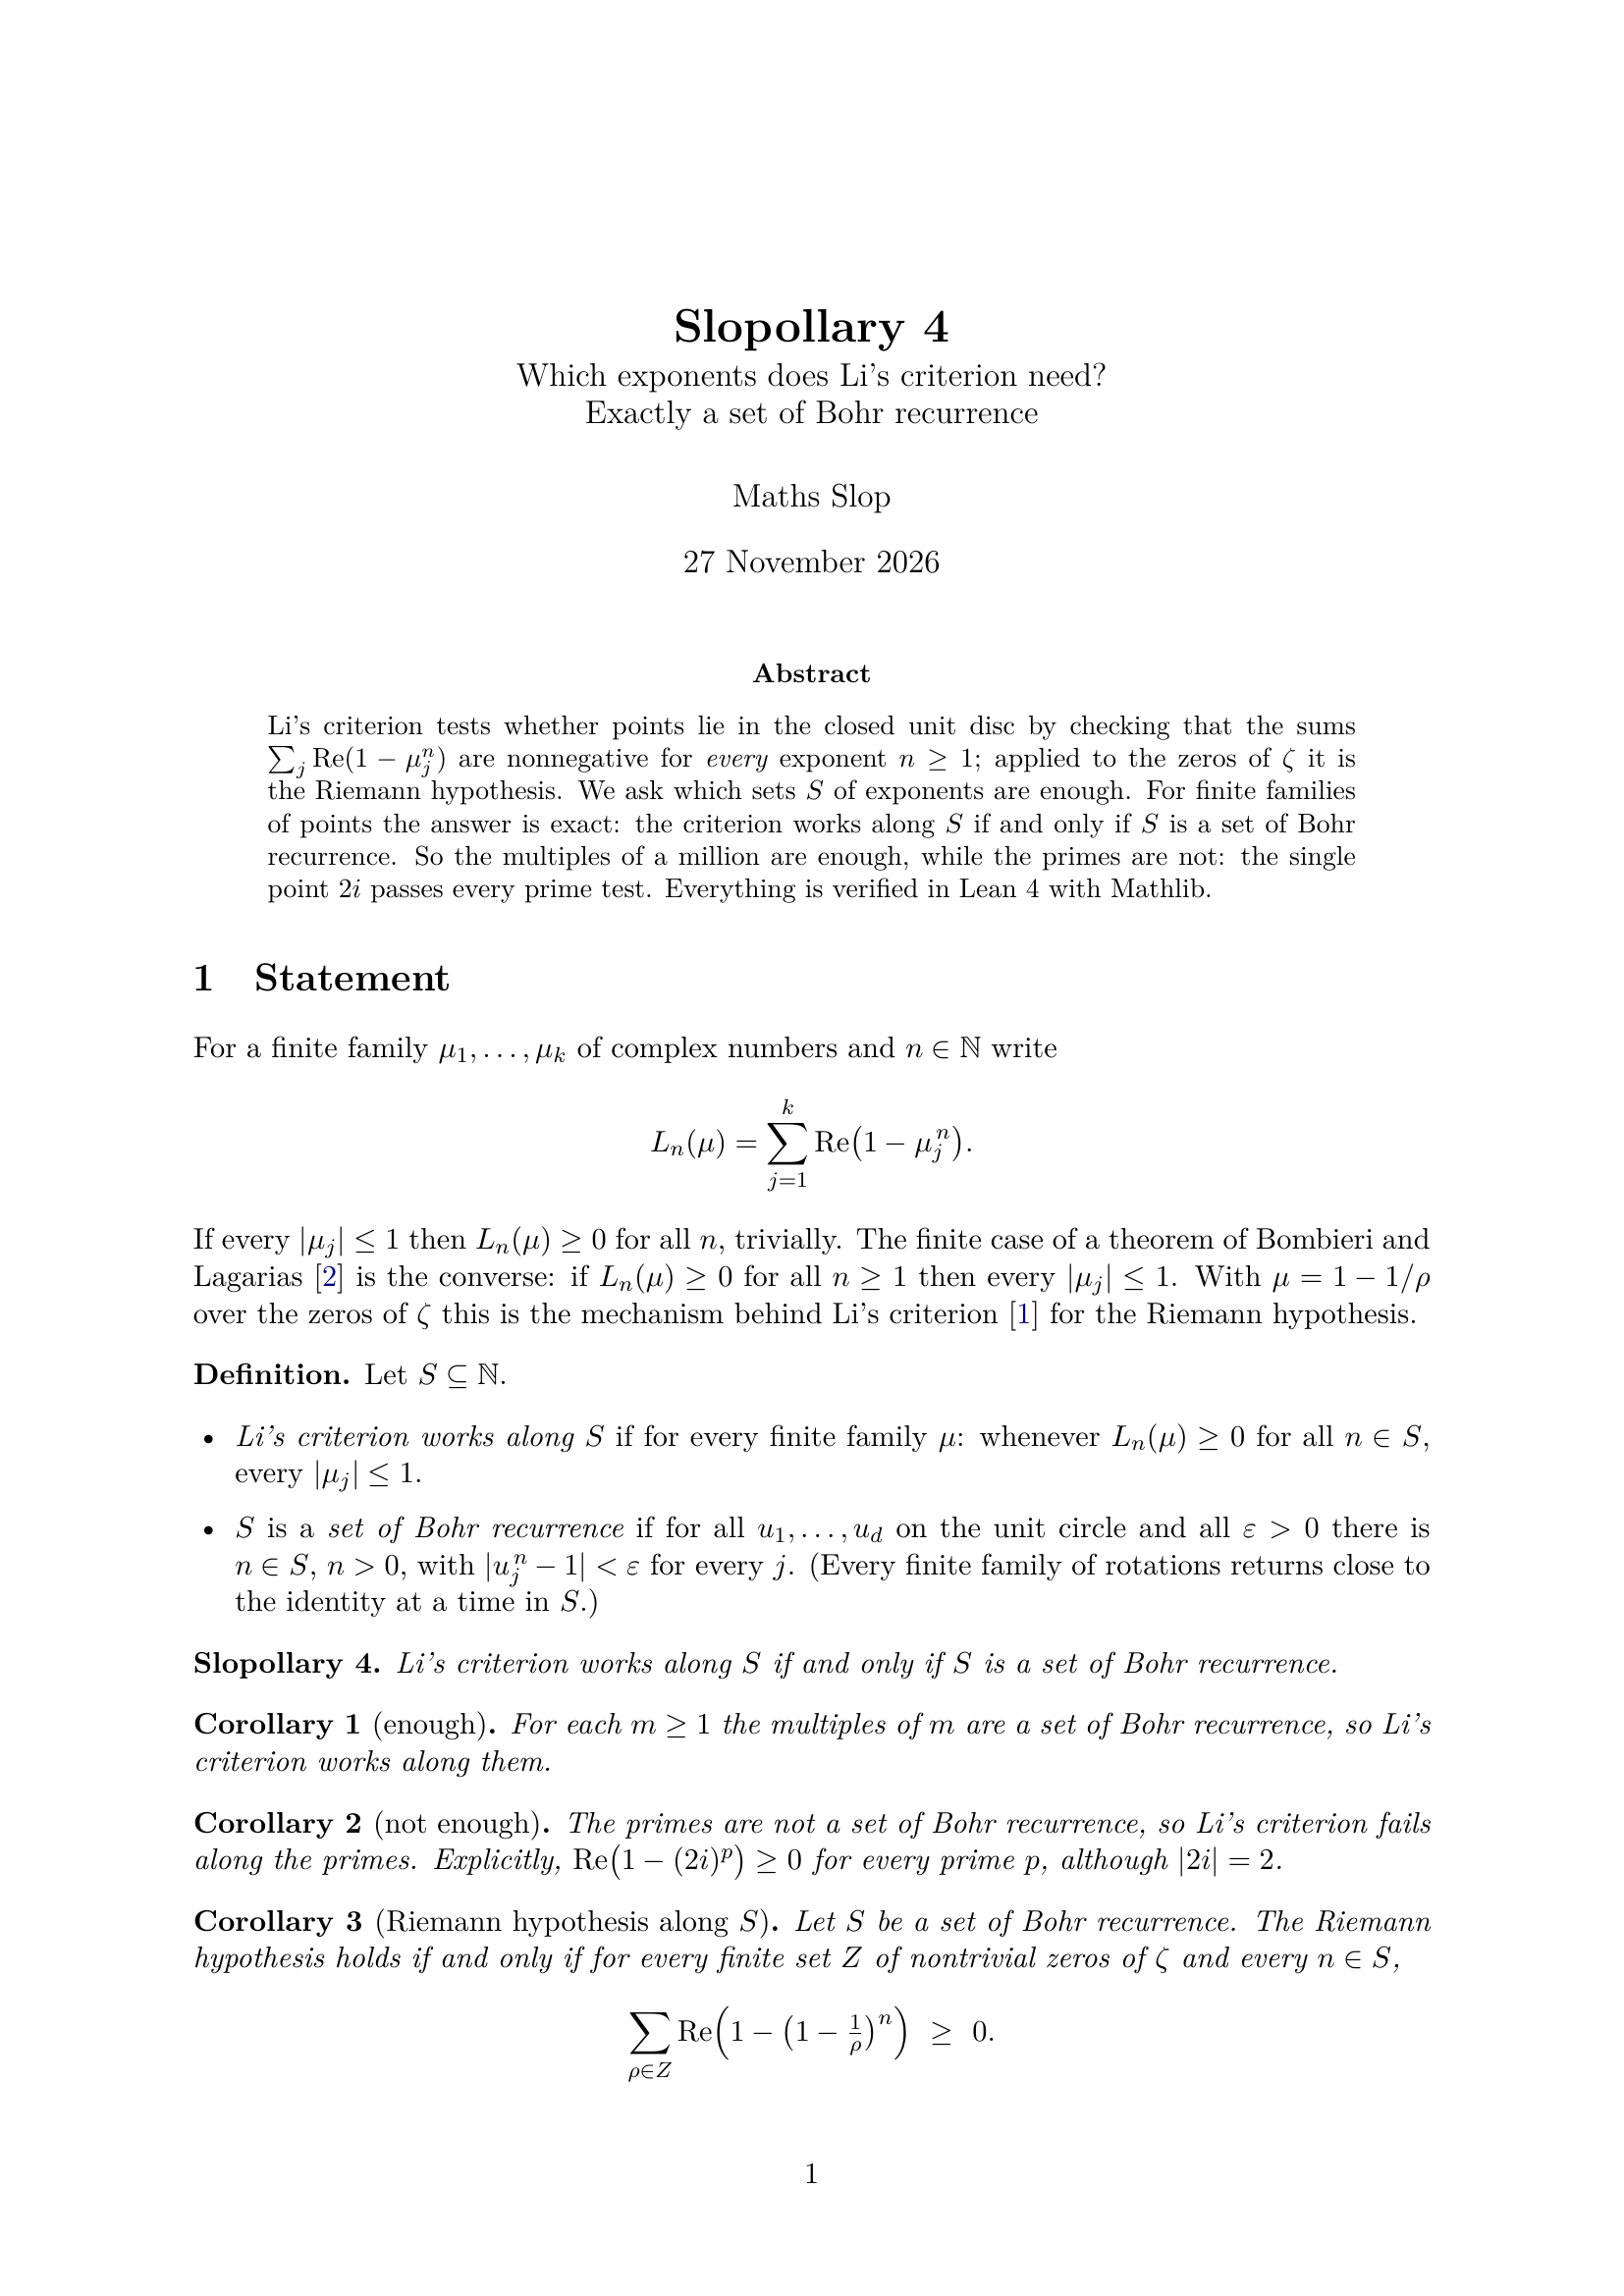 Slopollary 4
Which exponents does Li's criterion need?
Exactly a set of Bohr recurrence
Maths Slop
27 November 2026
Abstract
Li's criterion tests whether points lie in the closed unit disc by checking that the sums
∑_j Re(1 − μ_j^n) are nonnegative for every exponent n ≥ 1; applied to the zeros of ζ it is
the Riemann hypothesis. We ask which sets S of exponents are enough. For finite families
of points the answer is exact: the criterion works along S if and only if S is a set of Bohr
recurrence. So the multiples of a million are enough, while the primes are not: the single
point 2i passes every prime test. Everything is verified in Lean 4 with Mathlib.
1 Statement
For a finite family μ_1, . . . , μ_k of complex numbers and n ∈ ℕ write
L_n(μ) = ∑_{j=1}^{k} Re(1 − μ_j^n).
If every |μ_j| ≤ 1 then L_n(μ) ≥ 0 for all n, trivially. The finite case of a theorem of Bombieri and
Lagarias [2] is the converse: if L_n(μ) ≥ 0 for all n ≥ 1 then every |μ_j| ≤ 1. With μ = 1 − 1/ρ
over the zeros of ζ this is the mechanism behind Li's criterion [1] for the Riemann hypothesis.
Definition. Let S ⊆ ℕ.
• Li's criterion works along S if for every finite family μ: whenever L_n(μ) ≥ 0 for all n ∈ S,
every |μ_j| ≤ 1.
• S is a set of Bohr recurrence if for all u_1, . . . , u_d on the unit circle and all ε > 0 there is
n ∈ S, n > 0, with |u_j^n − 1| < ε for every j. (Every finite family of rotations returns close to
the identity at a time in S.)
Slopollary 4. Li's criterion works along S if and only if S is a set of Bohr recurrence.
Corollary 1 (enough). For each m ≥ 1 the multiples of m are a set of Bohr recurrence, so Li's
criterion works along them.
Corollary 2 (not enough). The primes are not a set of Bohr recurrence, so Li's criterion fails
along the primes. Explicitly, Re(1 − (2i)^p) ≥ 0 for every prime p, although |2i| = 2.
Corollary 3 (Riemann hypothesis along S). Let S be a set of Bohr recurrence. The Riemann
hypothesis holds if and only if for every finite set Z of nontrivial zeros of ζ and every n ∈ S,
∑_{ρ∈Z} Re(1 − (1 − 1/ρ)^n) ≥ 0.
1